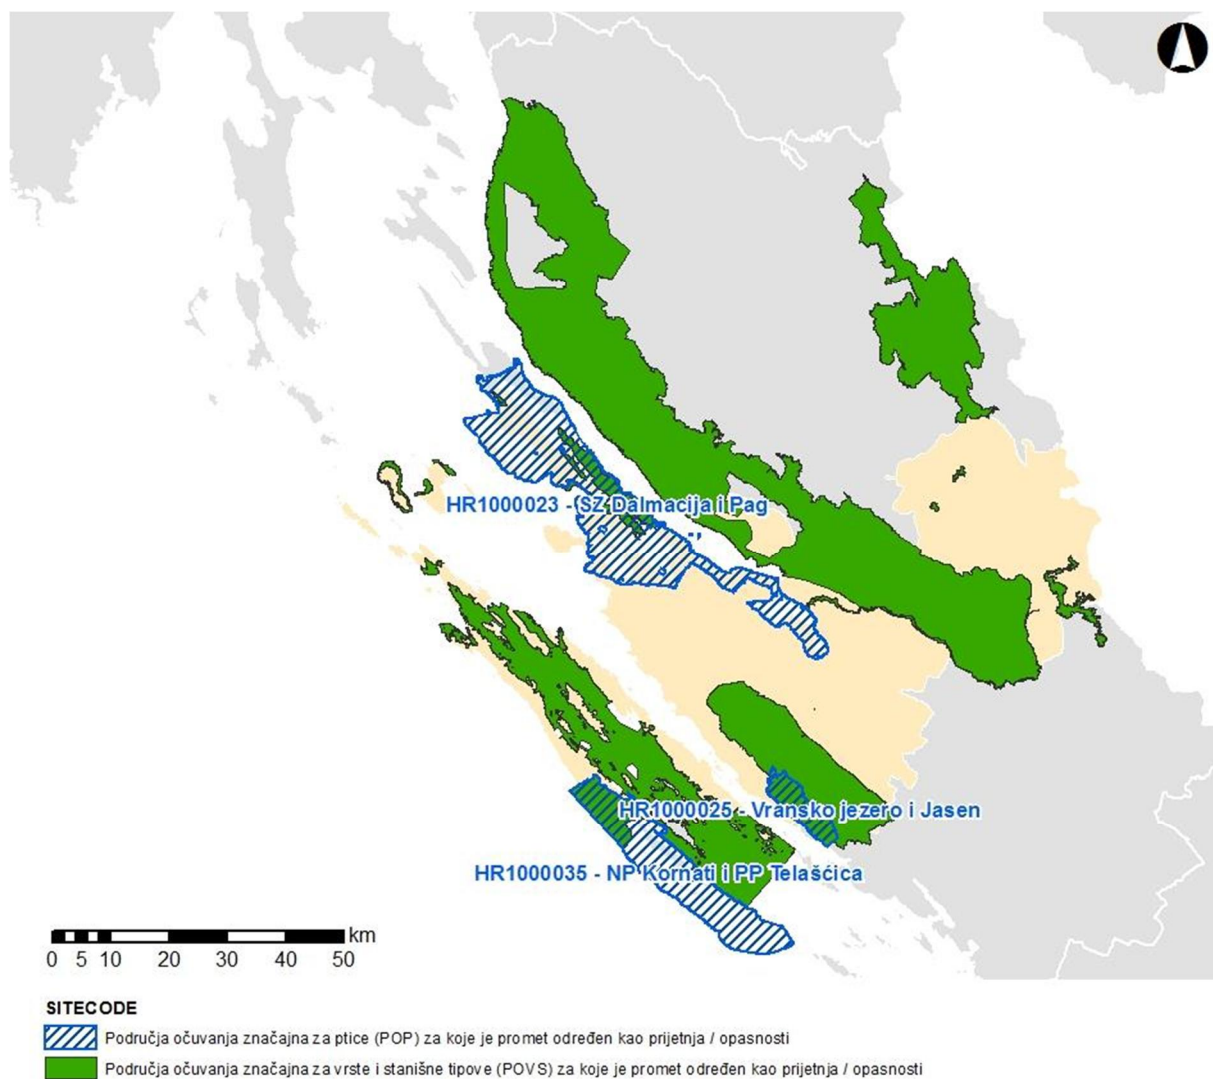 HR1000023 - SZ Dalmacija i Pag
HR1000025 - Vransko jezero i Jasen
HR1000035 - NP Kornati i PP Telašćica
km
0 5 10 20 30 40 50
SITECODE
Područja očuvanja značajna za ptice (POP) za koje je promet određen kao prijetnja / opasnosti
Područja očuvanja značajna za vrste i stanišne tipove (POVS) za koje je promet određen kao prijetnja / opasnosti